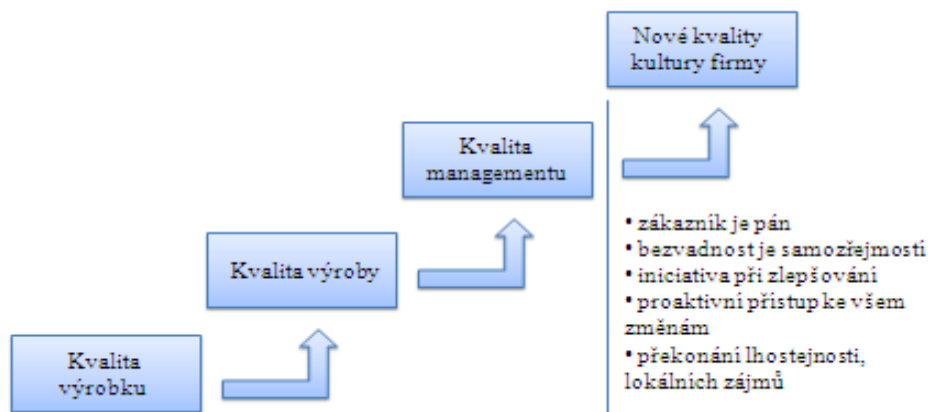 Nové kvality
kultury firmy
Kvalita
managementu
Kvalita výroby
Kvalita
výrobku
• zákazník je pán
• bezvadnost je samozřejmostí
• iniciativa při zlepšování
• proaktivní přístup ke všem
změnám
• překonání lhostejnosti,
lokálních zájmů